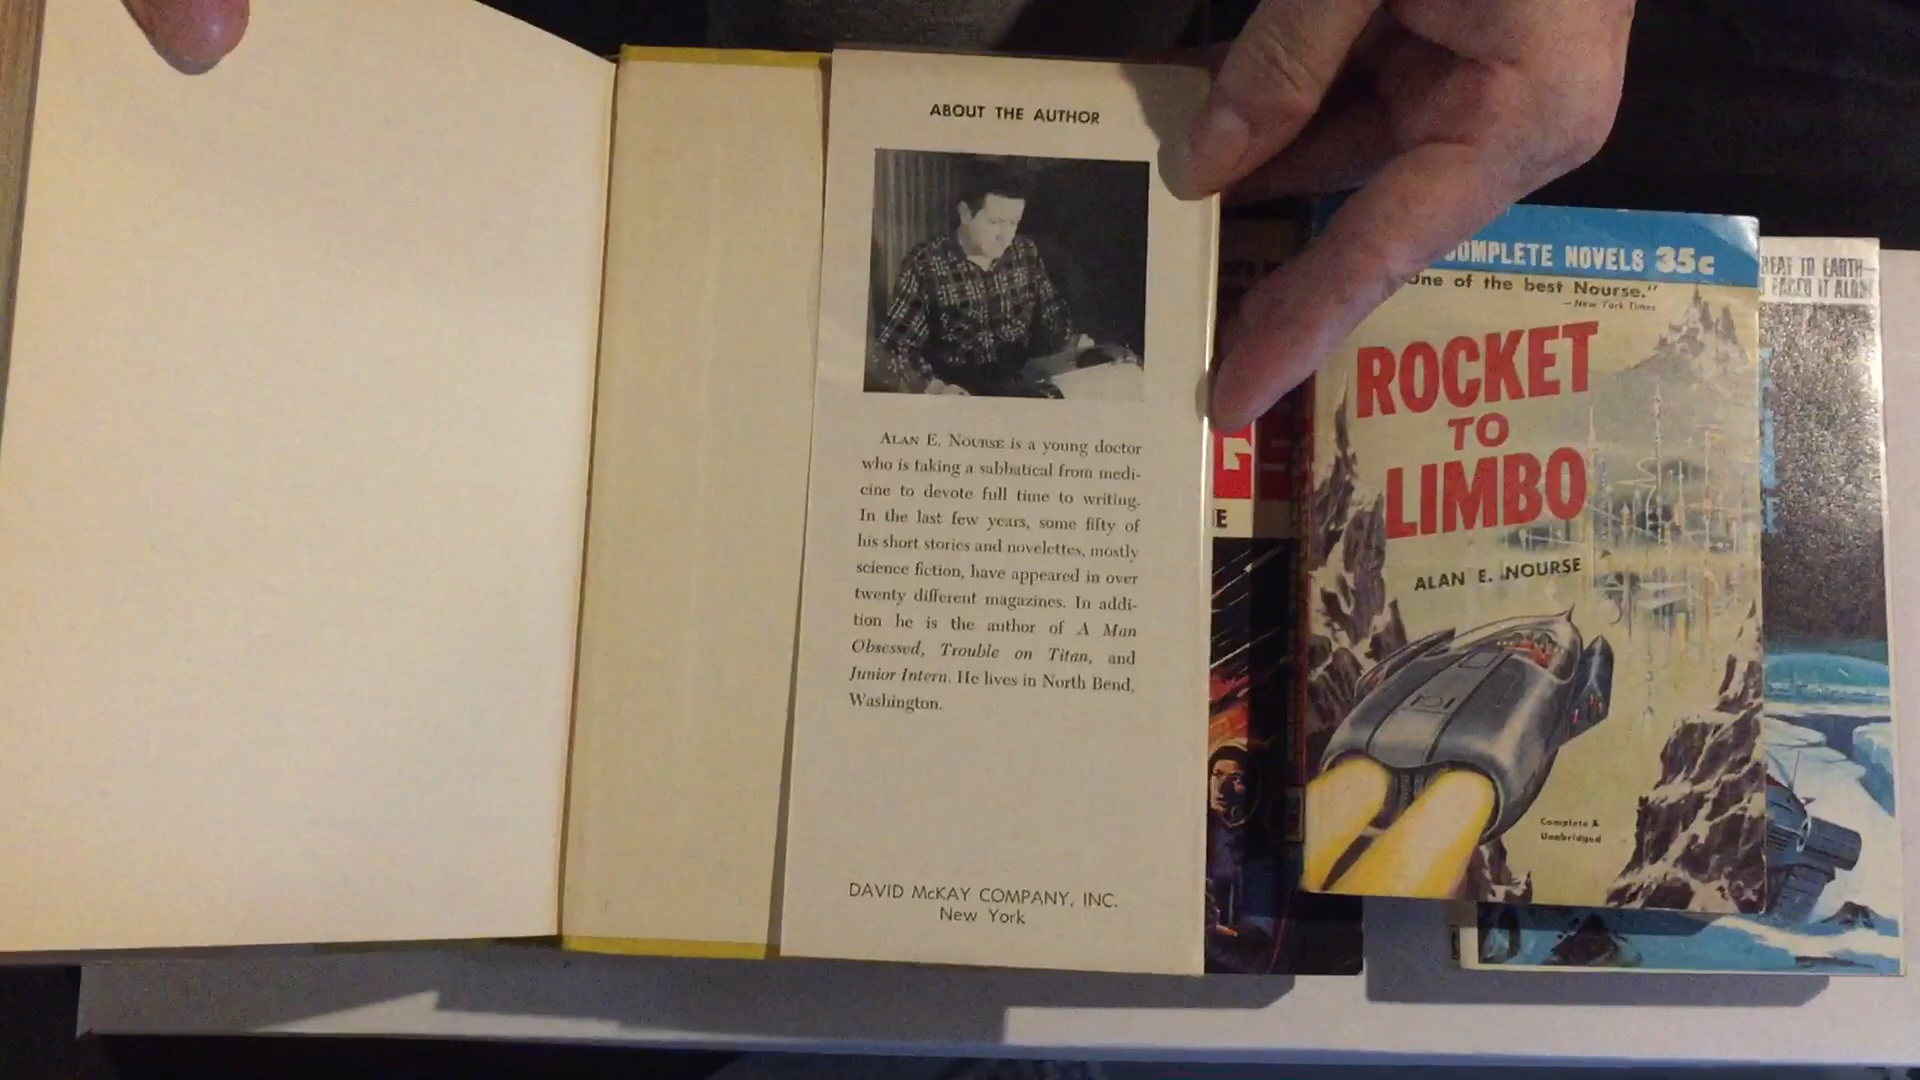 ABOUT THE AUTHOR
ALAN E. NOURSE is a young doctor
who is taking a sabbatical from medi-
cine to devote full time to writing.
In the last few years, some fifty of
his short stories and novelettes, mostly
science fiction, have appeared in over
twenty different magazines. In addi-
tion he is the author of A Man
Obsessed, Trouble on Titan, and
Junior Intern. He lives in North Bend,
Washington.
DAVID McKAY COMPANY, INC.
New York
COMPLETE NOVELS 35c
One of the best Nourse."
—New York Times
ROCKET
TO
LIMBO
ALAN E. NOURSE
Complete &
Unabridged
TO EARTH—
IT ALONE